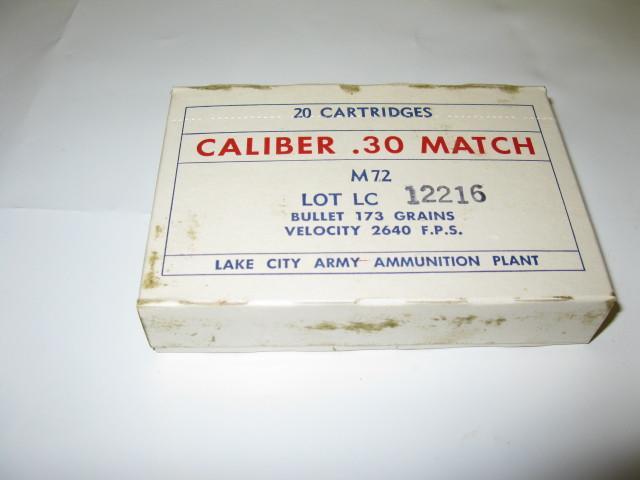 20 CARTRIDGES
CALIBER .30 MATCH
M72
LOT LC 12216
BULLET 173 GRAINS
VELOCITY 2640 F.P.S.
LAKE CITY ARMY AMMUNITION PLANT